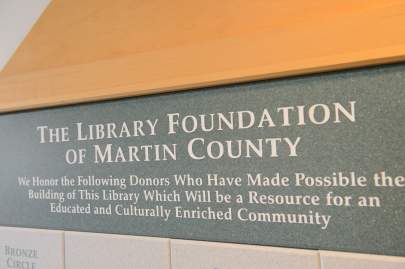 THE LIBRARY FOUNDATION
OF MARTIN COUNTY
We Honor the Following Donors Who Have Made Possible the
Building of This Library Which Will be a Resource for an
Educated and Culturally Enriched Community
BRONZE
CIRCLE